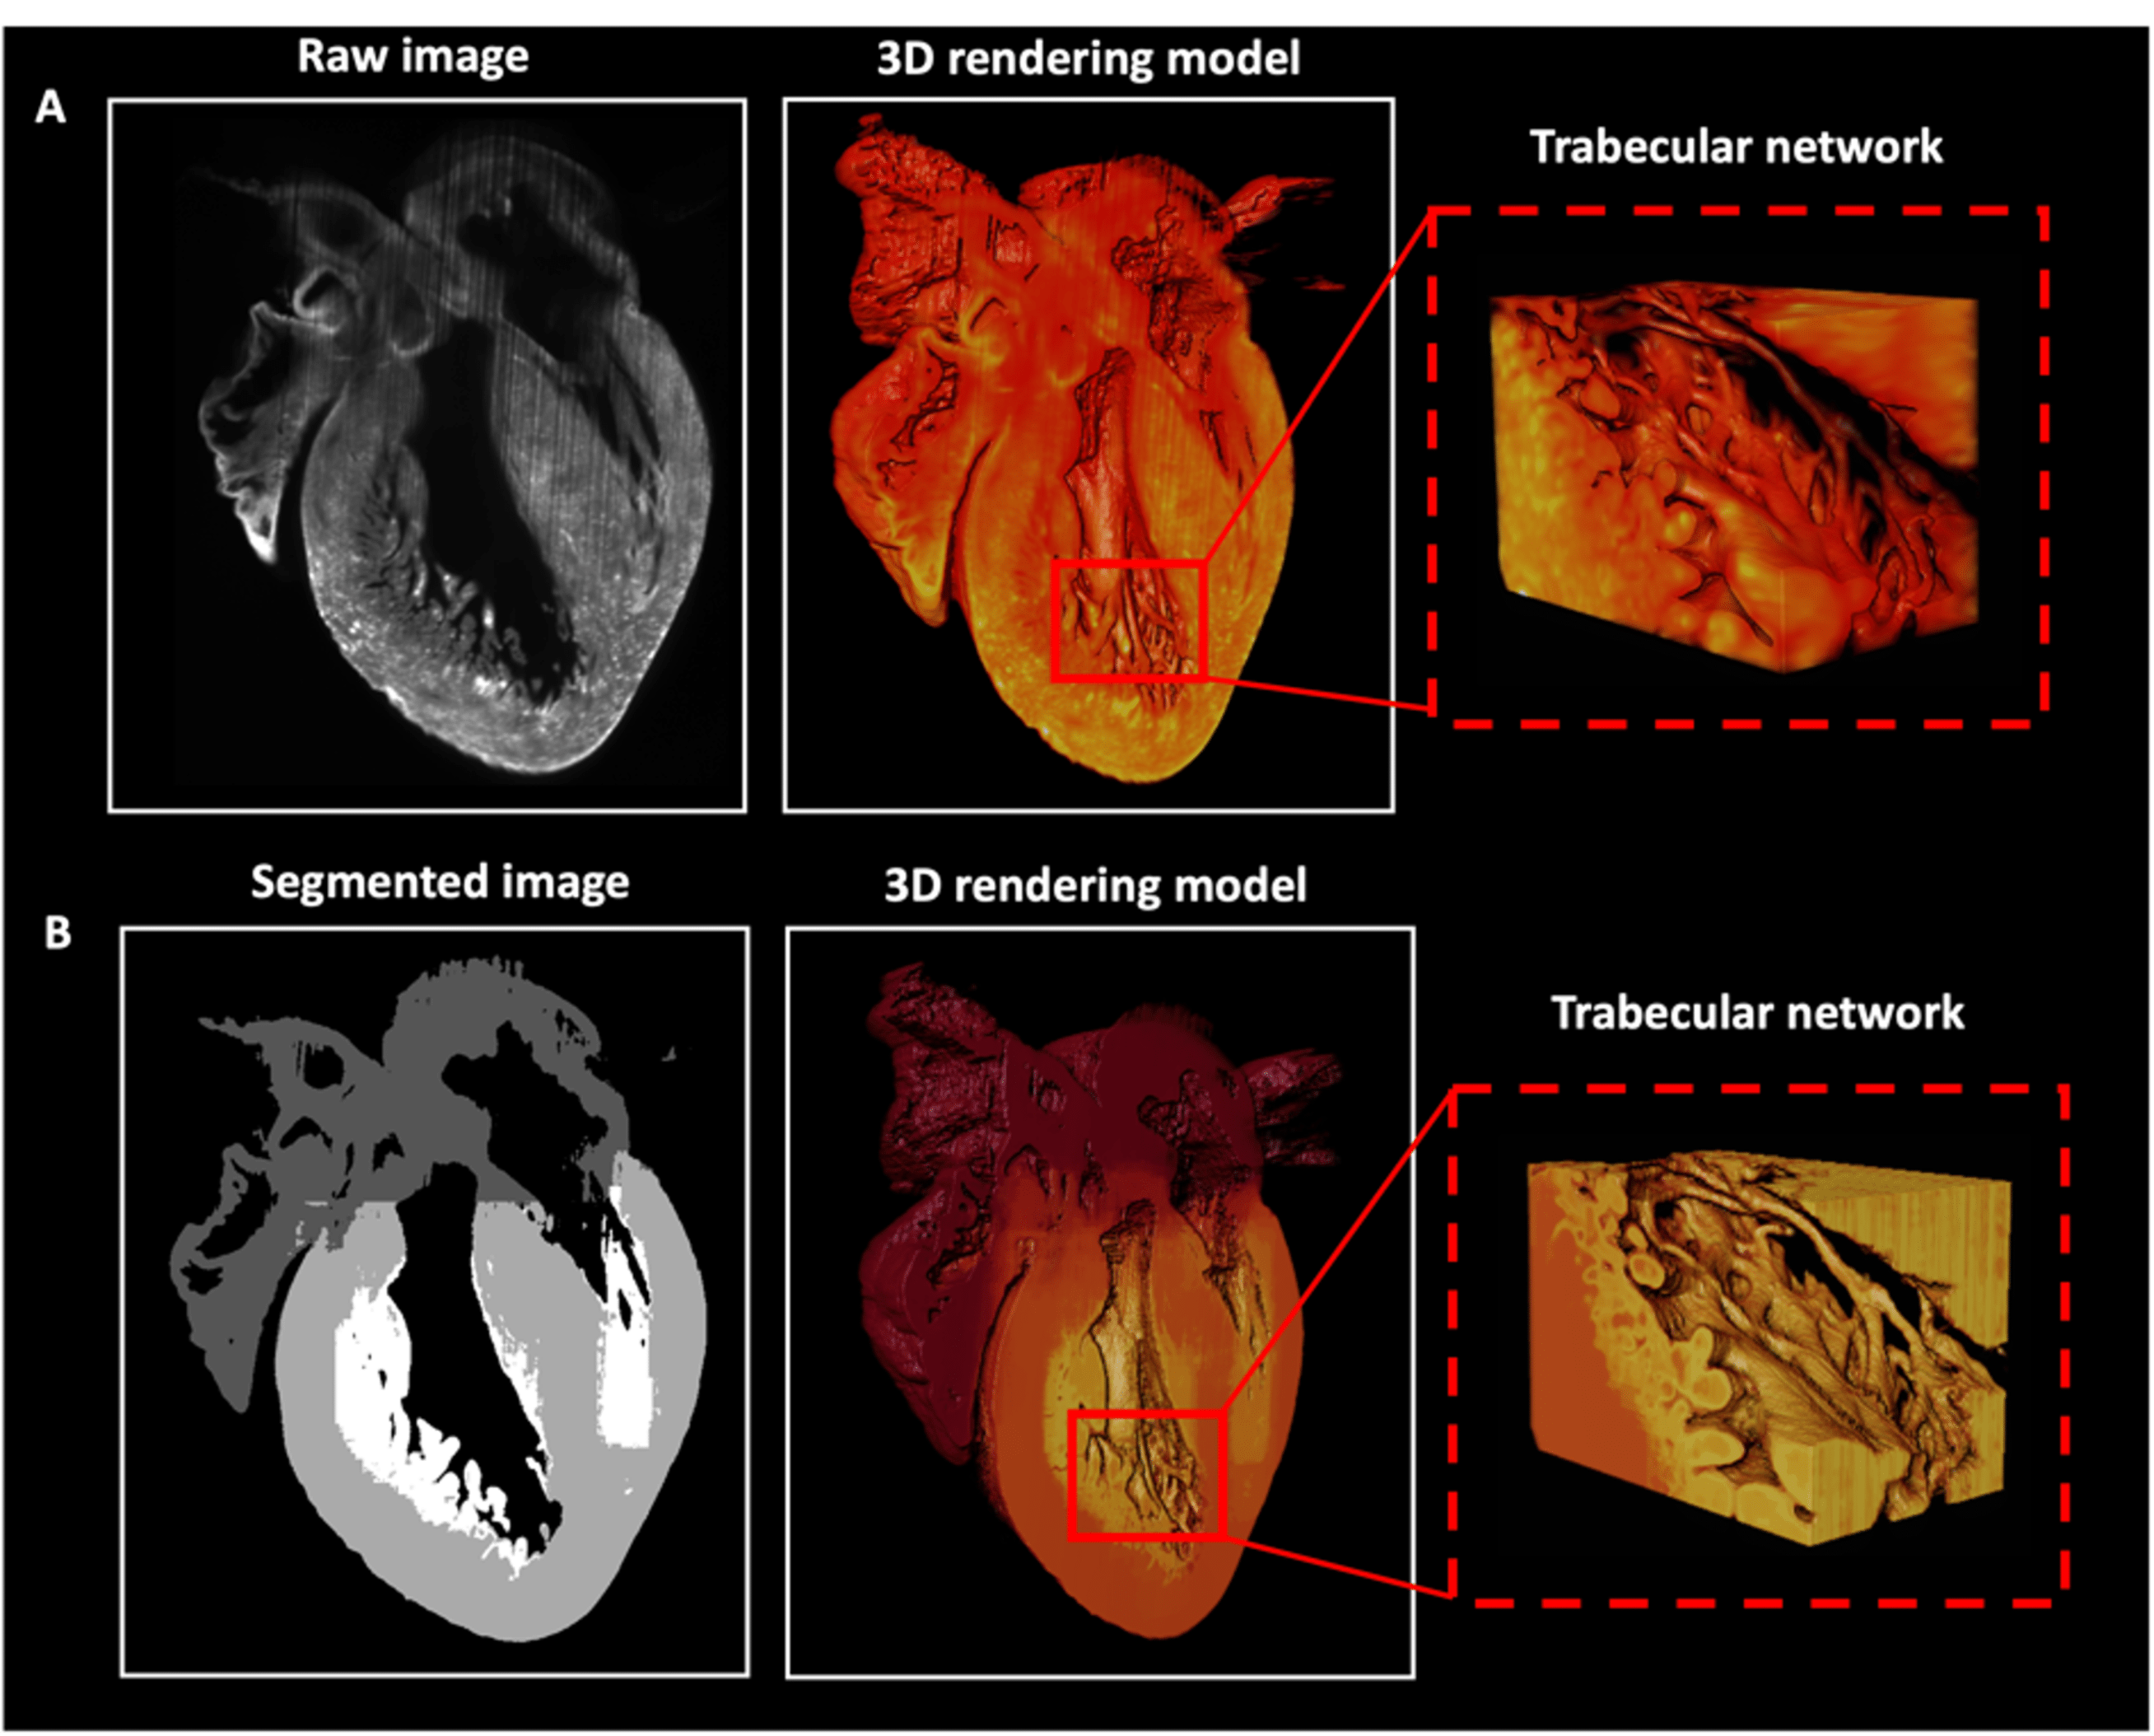 Raw image
3D rendering model
A
Trabecular network
Segmented image
3D rendering model
B
Trabecular network